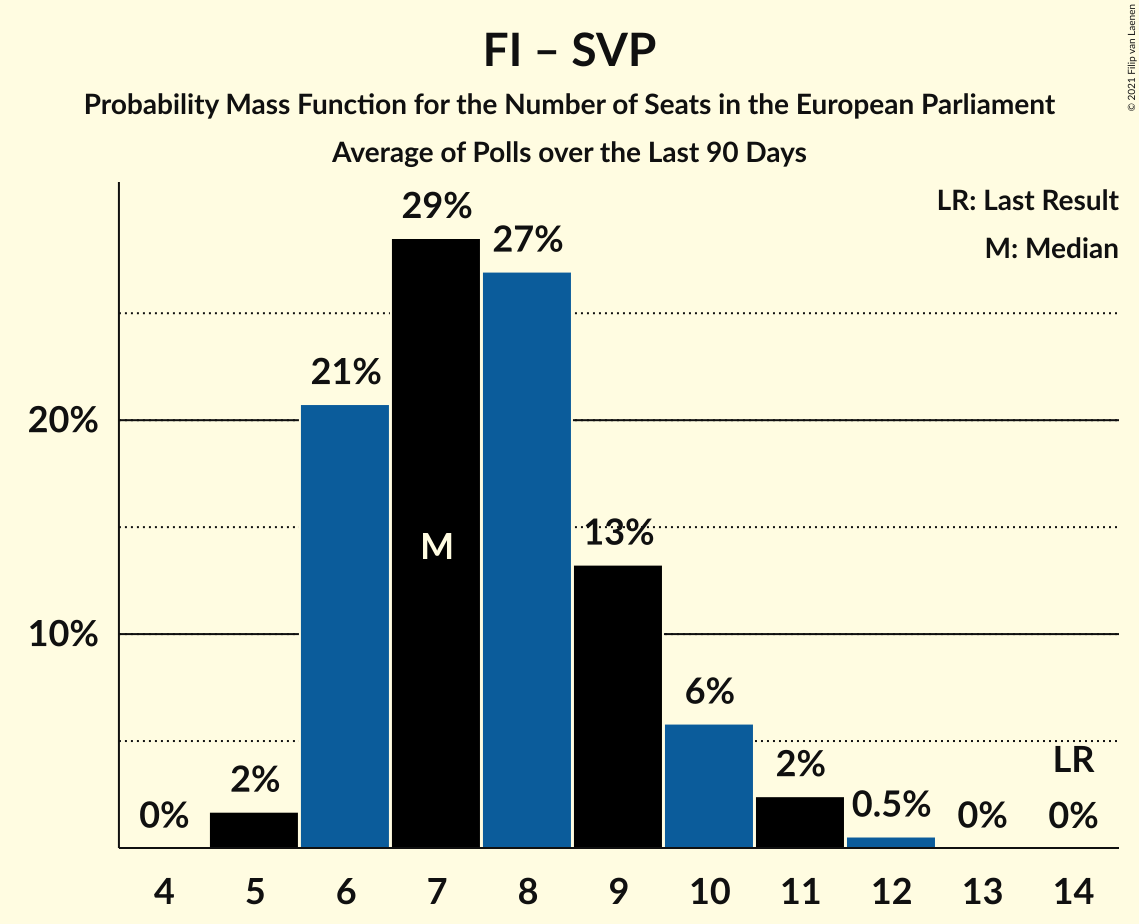 FI – SVP
Probability Mass Function for the Number of Seats in the European Parliament
Average of Polls over the Last 90 Days
© 2021 Filip van Laenen
LR: Last Result
M: Median
20%
10%
0%
2%
21%
29%
27%
13%
6%
2%
0.5%
0%
0%
M
LR
4 5 6 7 8 9 10 11 12 13 14